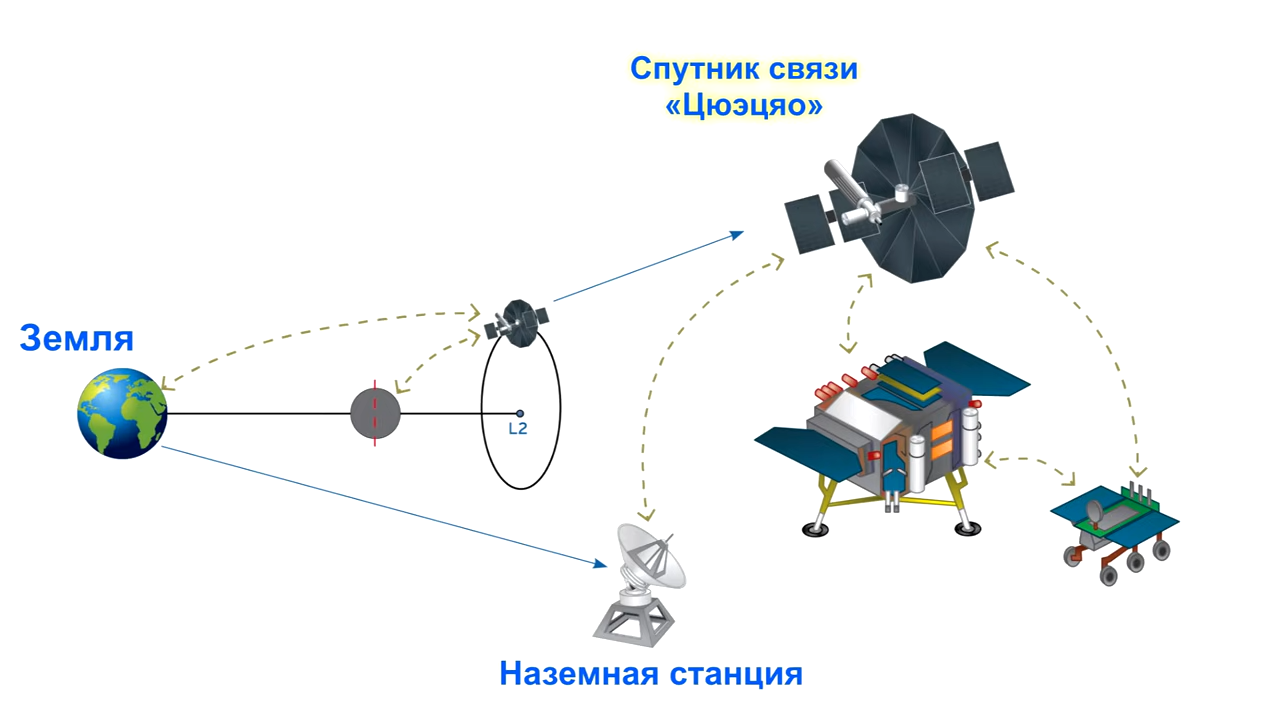 Спутник связи
«Цюэцяо»
Земля
L2
Наземная станция